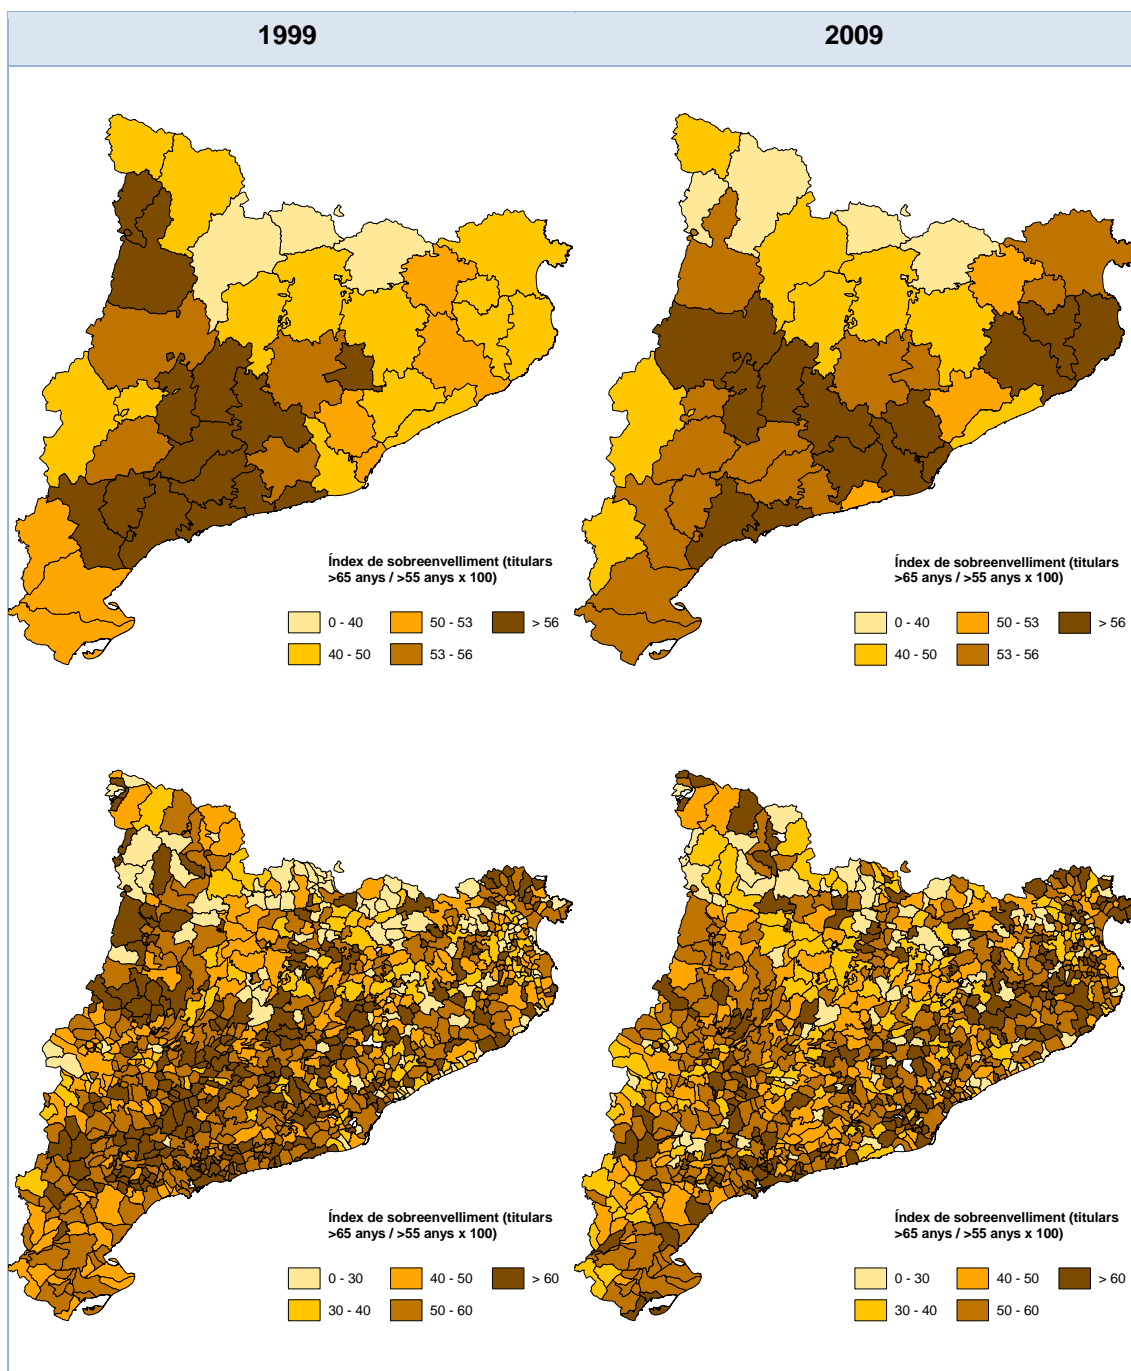 1999
2009
Índex de sobreenvelliment (titulars
>65 anys / >55 anys x 100)
0 - 40
50 - 53
> 56
40 - 50
53 - 56
Índex de sobreenvelliment (titulars
>65 anys / >55 anys x 100)
0 - 40
50 - 53
> 56
40 - 50
53 - 56
Índex de sobreenvelliment (titulars
>65 anys / >55 anys x 100)
0 - 30
40 - 50
> 60
30 - 40
50 - 60
Índex de sobreenvelliment (titulars
>65 anys / >55 anys x 100)
0 - 30
40 - 50
> 60
30 - 40
50 - 60